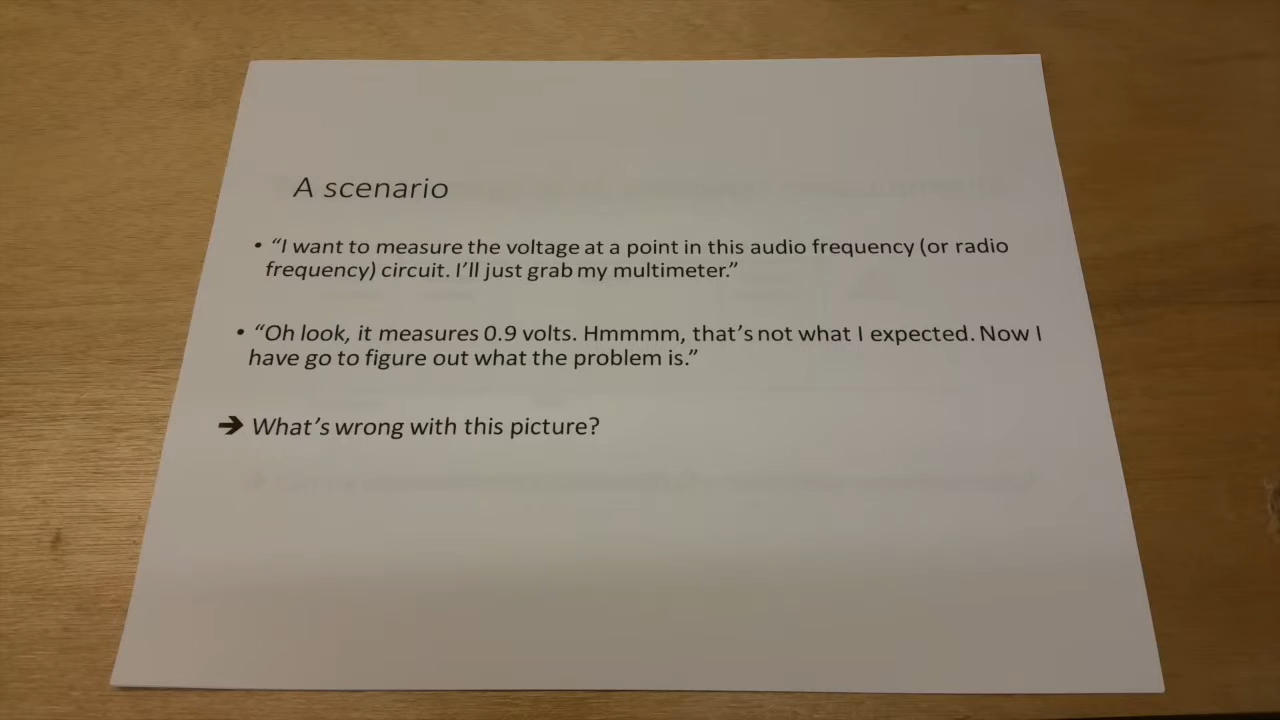 A scenario
• “I want to measure the voltage at a point in this audio frequency (or radio
frequency) circuit. I’ll just grab my multimeter.”
• “Oh look, it measures 0.9 volts. Hmmmm, that’s not what I expected. Now I
have go to figure out what the problem is.”
➔ What’s wrong with this picture?